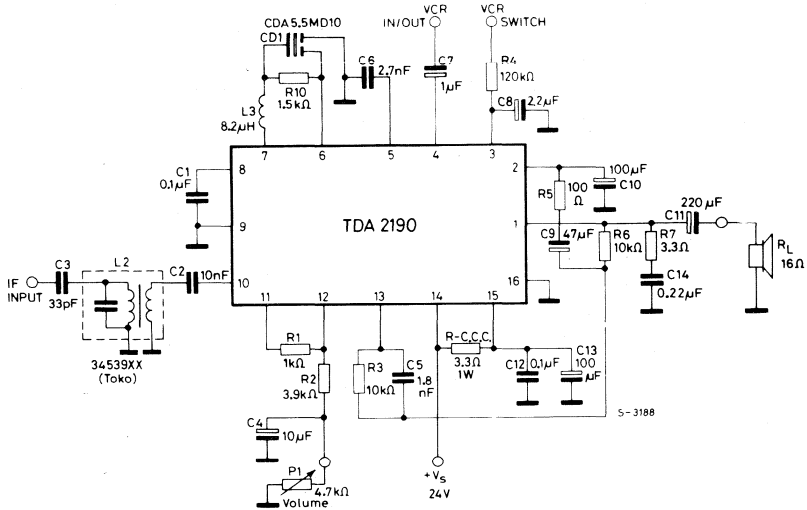 CDA5.5MD10
CD1
R10
1.5kΩ
L3
8.2µH
C6
2.7nF
VCR
IN/OUT
C7
1µF
VCR
SWITCH
R4
120kΩ
C8
2.2µF
7
6
5
4
3
C1
0.1µF
8
9
10
TDA 2190
2
1
16
R5
100
Ω
100µF
C10
C9
47µF
R6
10kΩ
R7
3.3Ω
C14
0.22µF
220 µF
C11
RL
16Ω
IF
INPUT
C3
33pF
L2
C2
10nF
34539XX
(Toko)
11
12
13
14
15
R1
1kΩ
R2
3.9kΩ
C4
10µF
P1
4.7kΩ
Volume
R3
10kΩ
C5
1.8
nF
R-C.C.C.
3.3Ω
1W
C12
0.1µF
C13
100
µF
S-3188
+Vs
24V